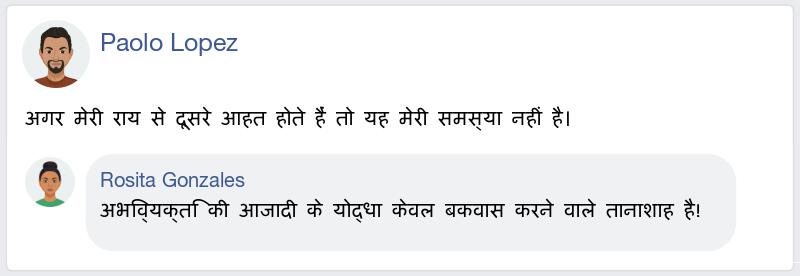 Paolo Lopez
अगर मेरी राय से दूसरे आहत होते हैं तो यह मेरी समस्या नहीं है।
Rosita Gonzales
अभिव्यक्ति की आजादी के योद्धा केवल बकवास करने वाले तानाशाह है!